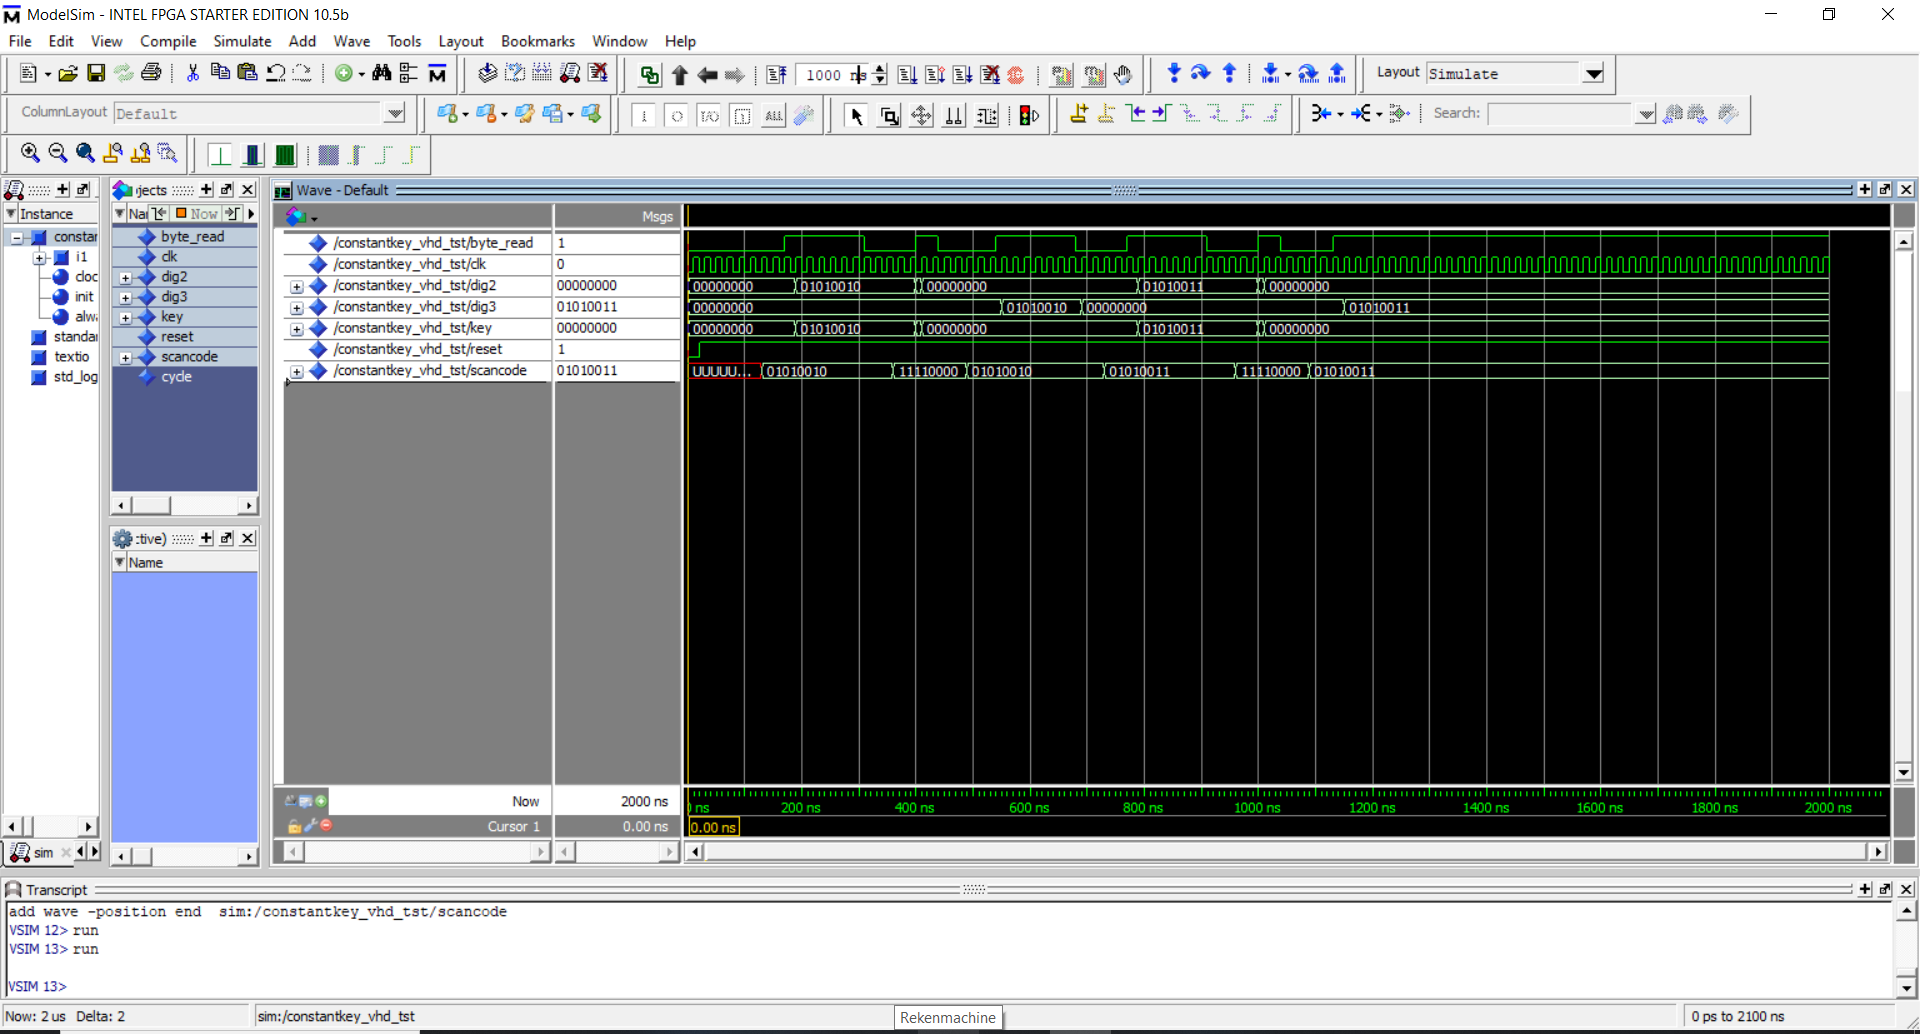 ModelSim - INTEL FPGA STARTER EDITION 10.5b
File Edit View Compile Simulate Add Wave Tools Layout Bookmarks Window Help
1000 ns
Layout Simulate
ColumnLayout Default
Search:
Instance
constan
i1
cloc
init
alwa
standar
textio
std_log
sim
jects
Na Now
byte_read
clk
dig2
dig3
key
reset
scancode
cycle
:tive)
Name
Wave - Default
Msgs
/constantkey_vhd_tst/byte_read 1
/constantkey_vhd_tst/clk 0
/constantkey_vhd_tst/dig2 00000000 00000000 01010010 00000000 01010011 00000000
/constantkey_vhd_tst/dig3 01010011 00000000 01010010 00000000 01010011
/constantkey_vhd_tst/key 00000000 00000000 01010010 00000000 01010011 00000000
/constantkey_vhd_tst/reset 1
/constantkey_vhd_tst/scancode 01010011 UUUUU... 01010010 11110000 01010010 01010011 11110000 01010011
Now 2000 ns
ns 200 ns 400 ns 600 ns 800 ns 1000 ns 1200 ns 1400 ns 1600 ns 1800 ns 2000 ns
Cursor 1 0.00 ns 0.00 ns
Transcript
add wave -position end sim:/constantkey_vhd_tst/scancode
VSIM 12> run
VSIM 13> run
VSIM 13>
Now: 2 us Delta: 2
sim:/constantkey_vhd_tst
Rekenmachine
0 ps to 2100 ns